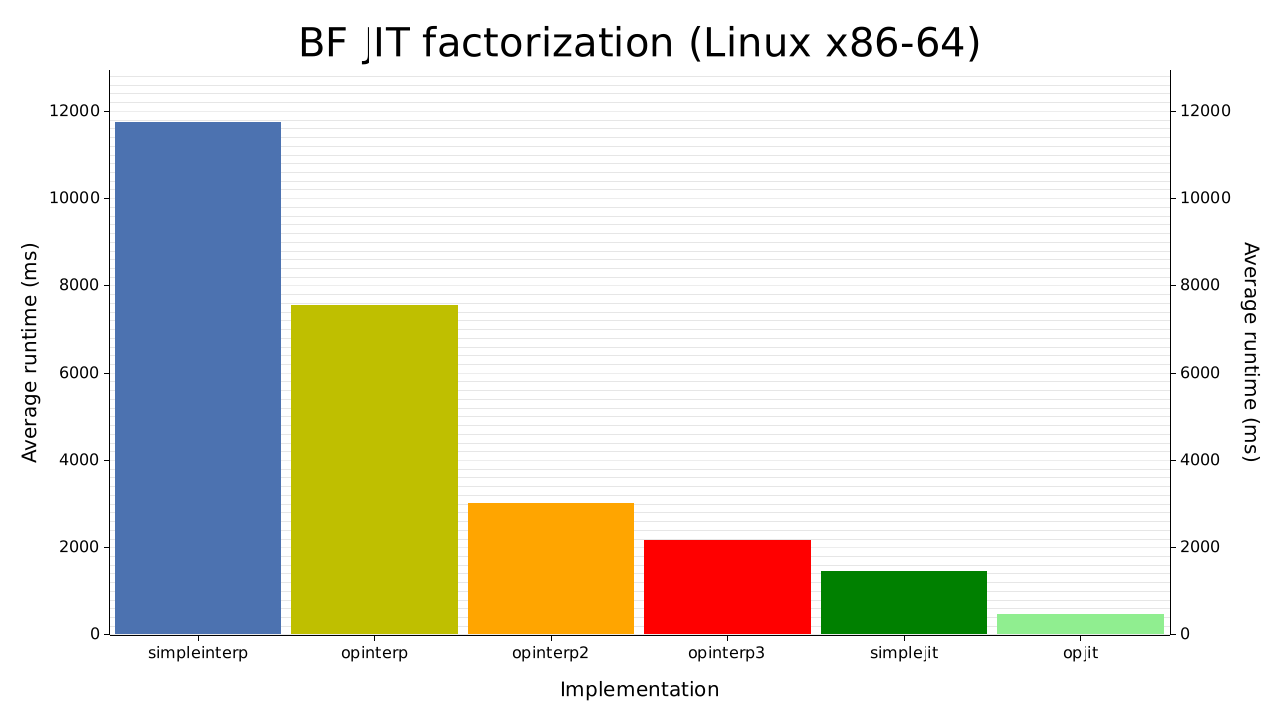 BF JIT factorization (Linux x86-64)
Average runtime (ms)
12000
10000
8000
6000
4000
2000
0
12000
10000
8000
6000
4000
2000
0
Average runtime (ms)
simpleinterp opinterp opinterp2 opinterp3 simplejit opjit
Implementation